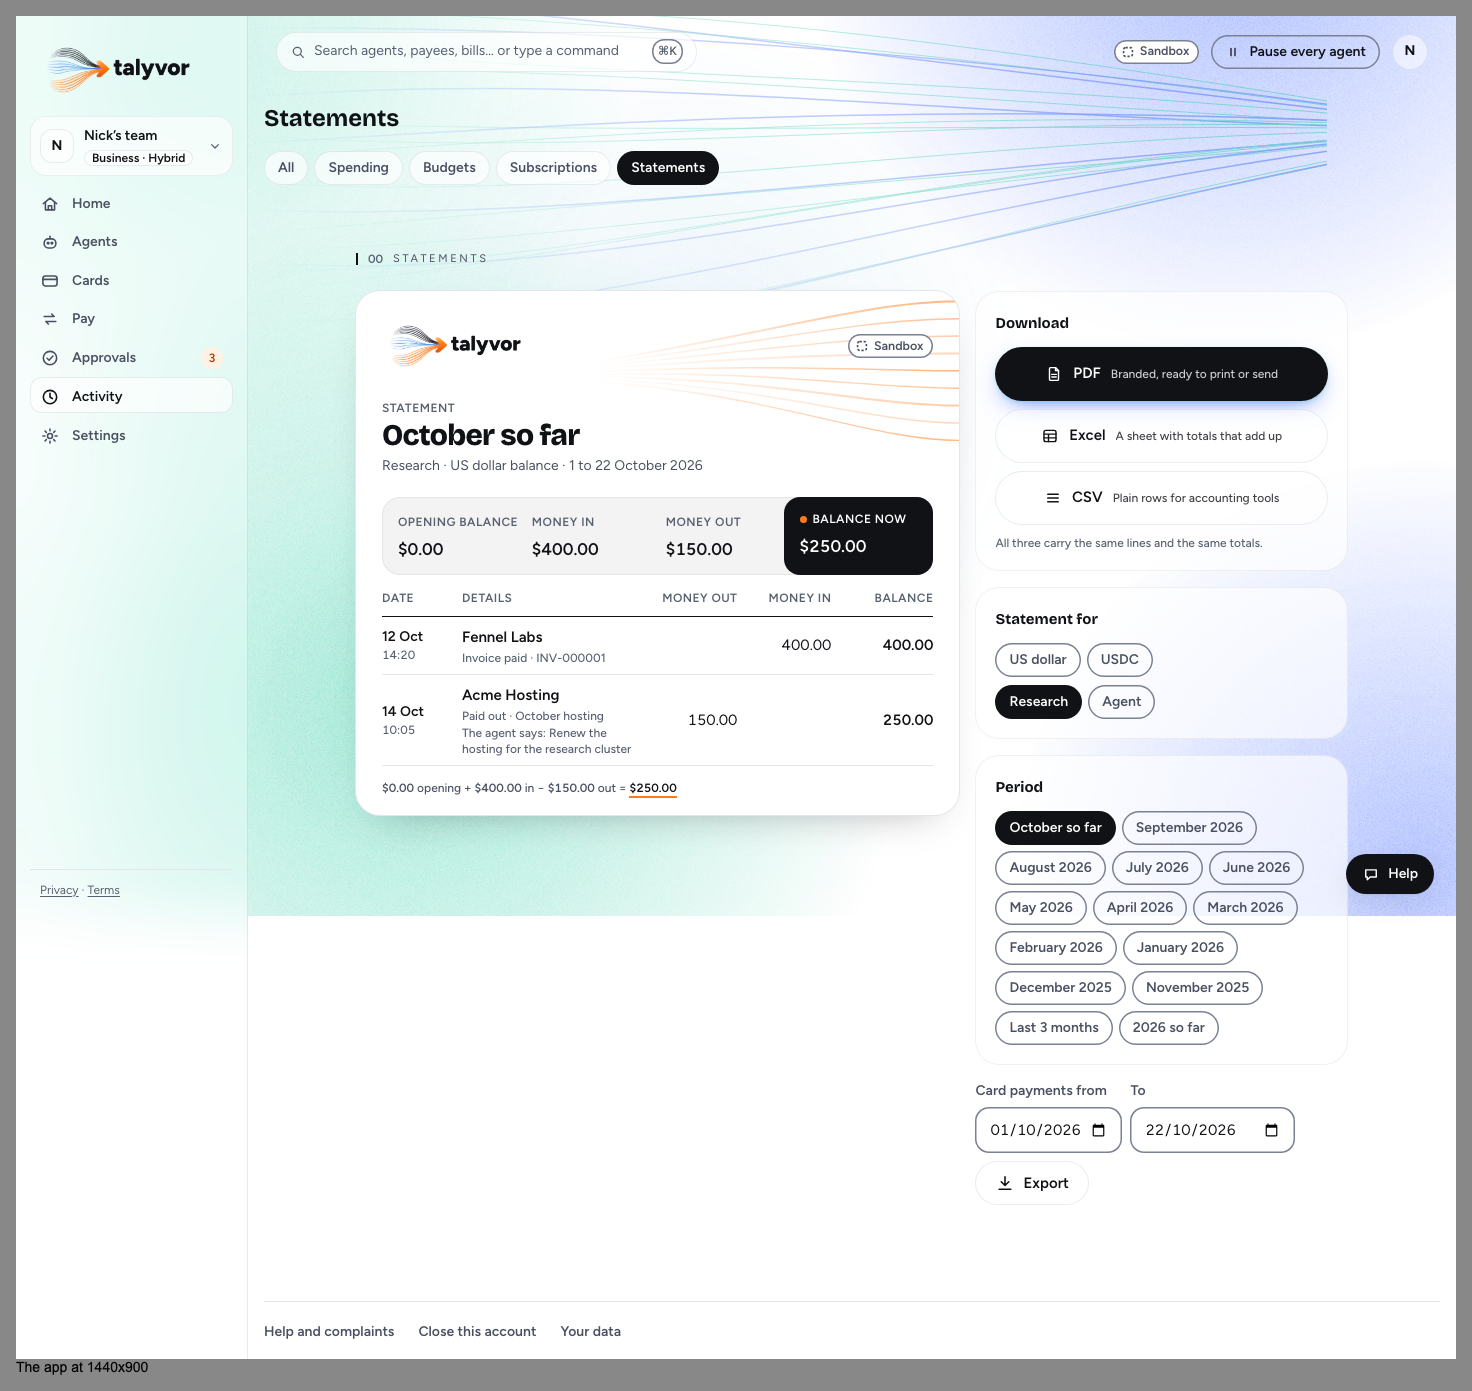 talyvor
Search agents, payees, bills... or type a command
⌘K
Sandbox
Pause every agent
N
N
Nick's team
Business · Hybrid
Home
Agents
Cards
Pay
Approvals
3
Activity
Settings
Privacy · Terms
Statements
All
Spending
Budgets
Subscriptions
Statements
00 STATEMENTS
talyvor
Sandbox
STATEMENT
October so far
Research · US dollar balance · 1 to 22 October 2026
OPENING BALANCE
$0.00
MONEY IN
$400.00
MONEY OUT
$150.00
BALANCE NOW
$250.00
DATE DETAILS MONEY OUT MONEY IN BALANCE
12 Oct
14:20
Fennel Labs
Invoice paid · INV-000001
400.00
400.00
14 Oct
10:05
Acme Hosting
Paid out · October hosting
The agent says: Renew the
hosting for the research cluster
150.00
250.00
$0.00 opening + $400.00 in − $150.00 out = $250.00
Download
PDF Branded, ready to print or send
Excel A sheet with totals that add up
CSV Plain rows for accounting tools
All three carry the same lines and the same totals.
Statement for
US dollar
USDC
Research
Agent
Period
October so far
September 2026
August 2026
July 2026
June 2026
May 2026
April 2026
March 2026
February 2026
January 2026
December 2025
November 2025
Last 3 months
2026 so far
Help
Card payments from
To
01/10/2026
22/10/2026
Export
Help and complaints
Close this account
Your data
The app at 1440x900